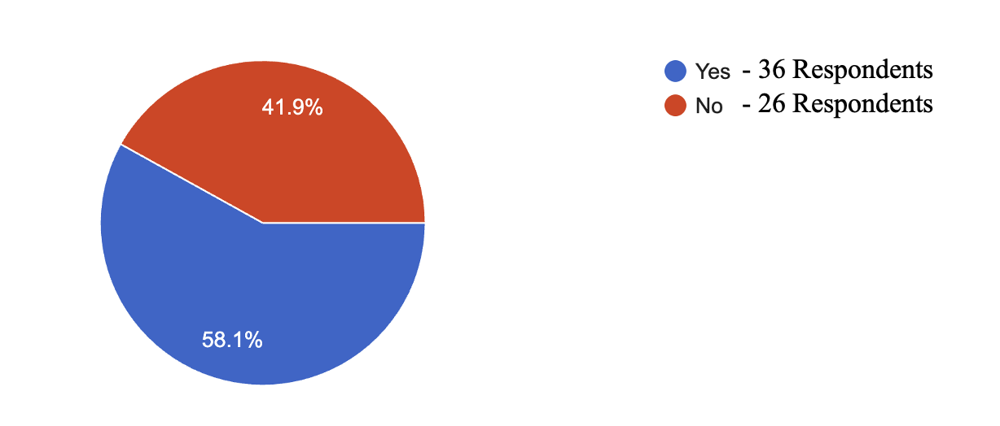 41.9%
58.1%
Yes - 36 Respondents
No - 26 Respondents